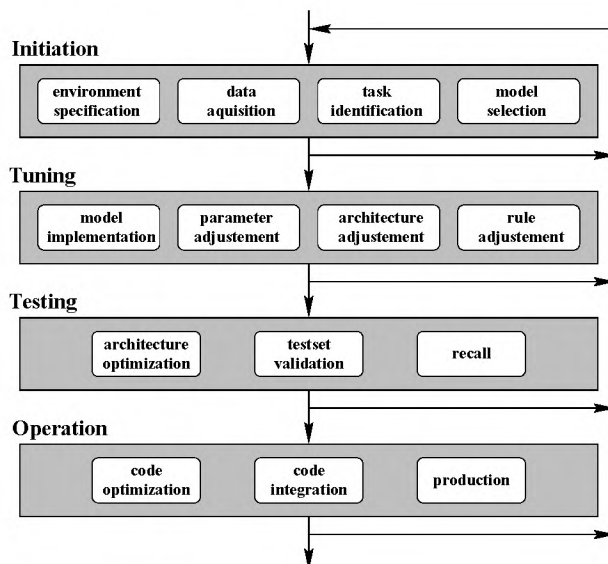 Initiation
environment
specification
data
aquisition
task
identification
model
selection
Tuning
model
implementation
parameter
adjustement
architecture
adjustement
rule
adjustement
Testing
architecture
optimization
testset
validation
recall
Operation
code
optimization
code
integration
production